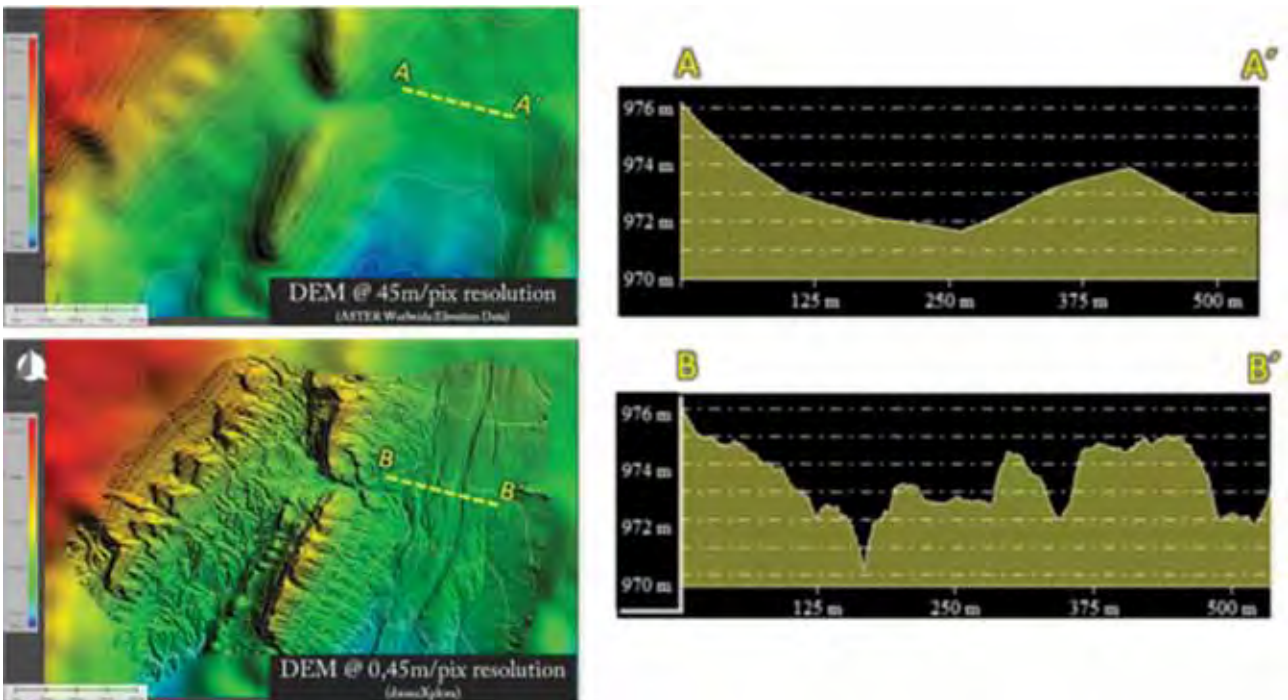 A
A'
DEM @ 45m/pix resolution
(ASTER Worlwide Elevation Data)
A
A'
976 m
974 m
972 m
970 m
125 m
250 m
375 m
500 m
B
B'
DEM @ 0,45m/pix resolution
B
B'
976 m
974 m
972 m
970 m
125 m
250 m
375 m
500 m